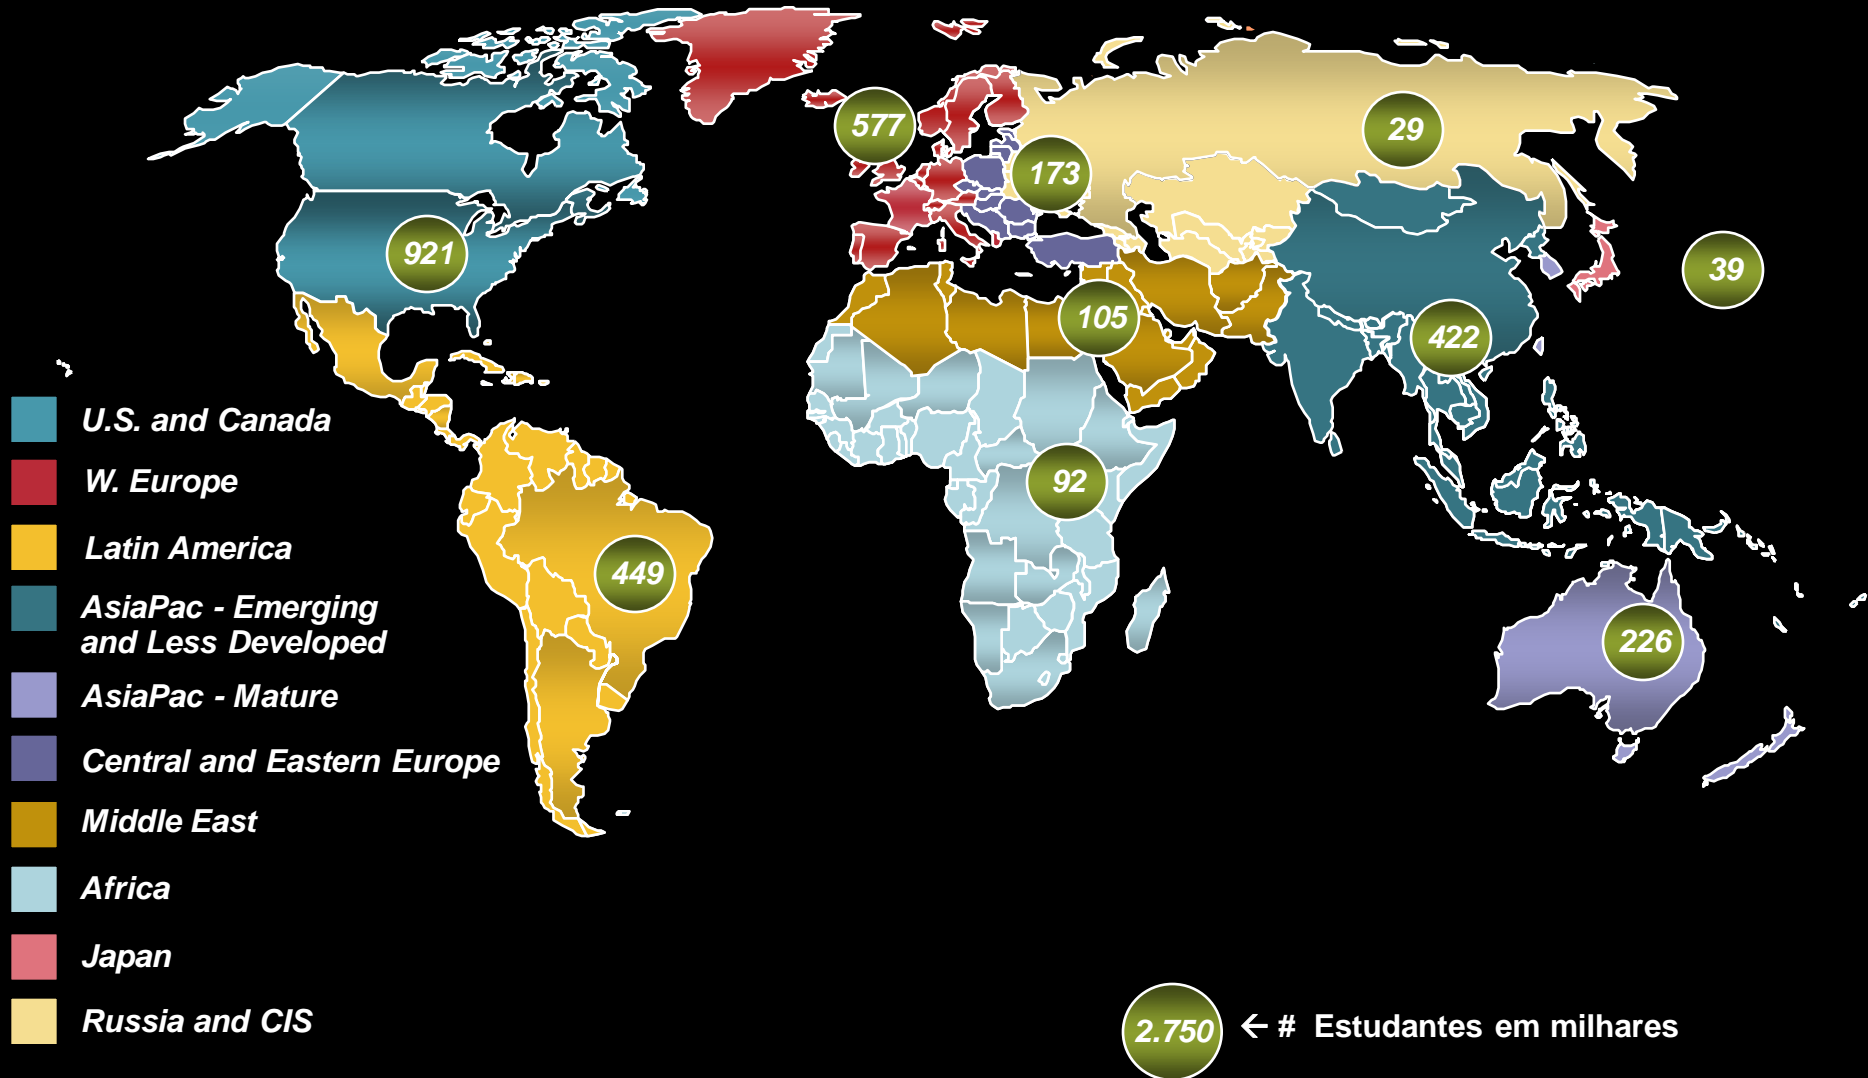 577
29
173
921
39
105
422
U.S. and Canada
W. Europe
92
Latin America
449
AsiaPac - Emerging
and Less Developed
226
AsiaPac - Mature
Central and Eastern Europe
Middle East
Africa
Japan
Russia and CIS
2.750 ← # Estudantes em milhares